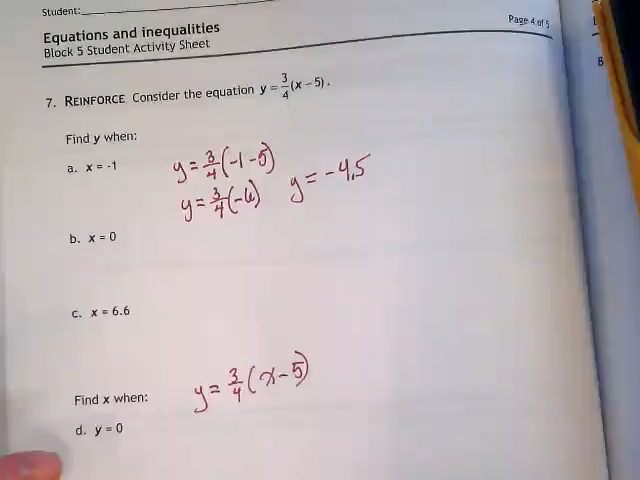 Student:
Equations and inequalities
Page 4 of 5
Block 5 Student Activity Sheet
7. REINFORCE Consider the equation y = 3/4(x – 5).
Find y when:
a. x = -1
y = 3/4(-1 - 5)
y = 3/4(-6)
y = -4.5
b. x = 0
c. x = 6.6
y = 3/4(x - 5)
Find x when:
d. y = 0
8